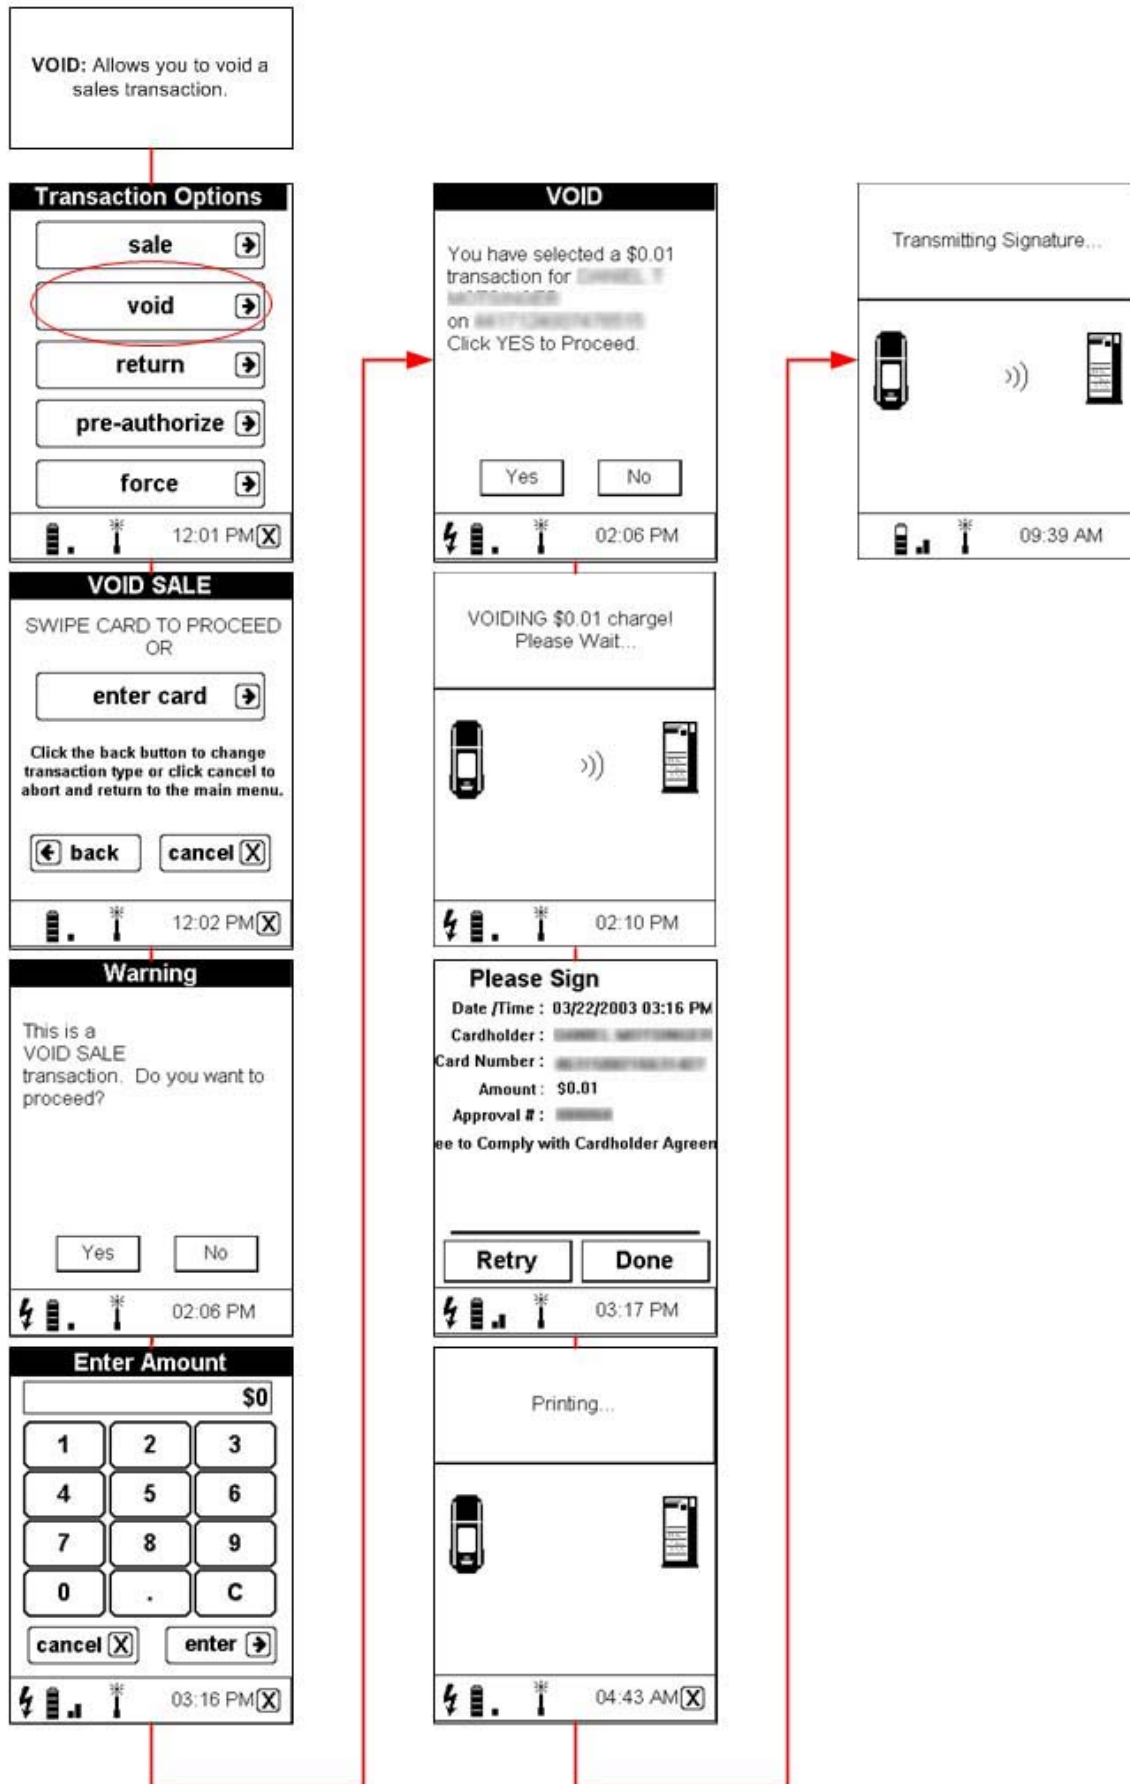 VOID: Allows you to void a
sales transaction.
Transaction Options
sale
void
return
pre-authorize
force
12:01 PM X
VOID SALE
SWIPE CARD TO PROCEED
OR
enter card
Click the back button to change
transaction type or click cancel to
abort and return to the main menu.
back
cancel X
12:02 PM X
Warning
This is a
VOID SALE
transaction. Do you want to
proceed?
Yes
No
02:06 PM
Enter Amount
$0
1 2 3
4 5 6
7 8 9
0 . C
cancel X
enter
03:16 PM X
VOID
You have selected a $0.01
transaction for
on
Click YES to Proceed.
Yes
No
02:06 PM
VOIDING $0.01 charge!
Please Wait...
02:10 PM
Please Sign
Date /Time : 03/22/2003 03:16 PM
Cardholder :
Card Number :
Amount : $0.01
Approval # :
ee to Comply with Cardholder Agreen
Retry
Done
03:17 PM
Printing...
04:43 AM X
Transmitting Signature...
09:39 AM